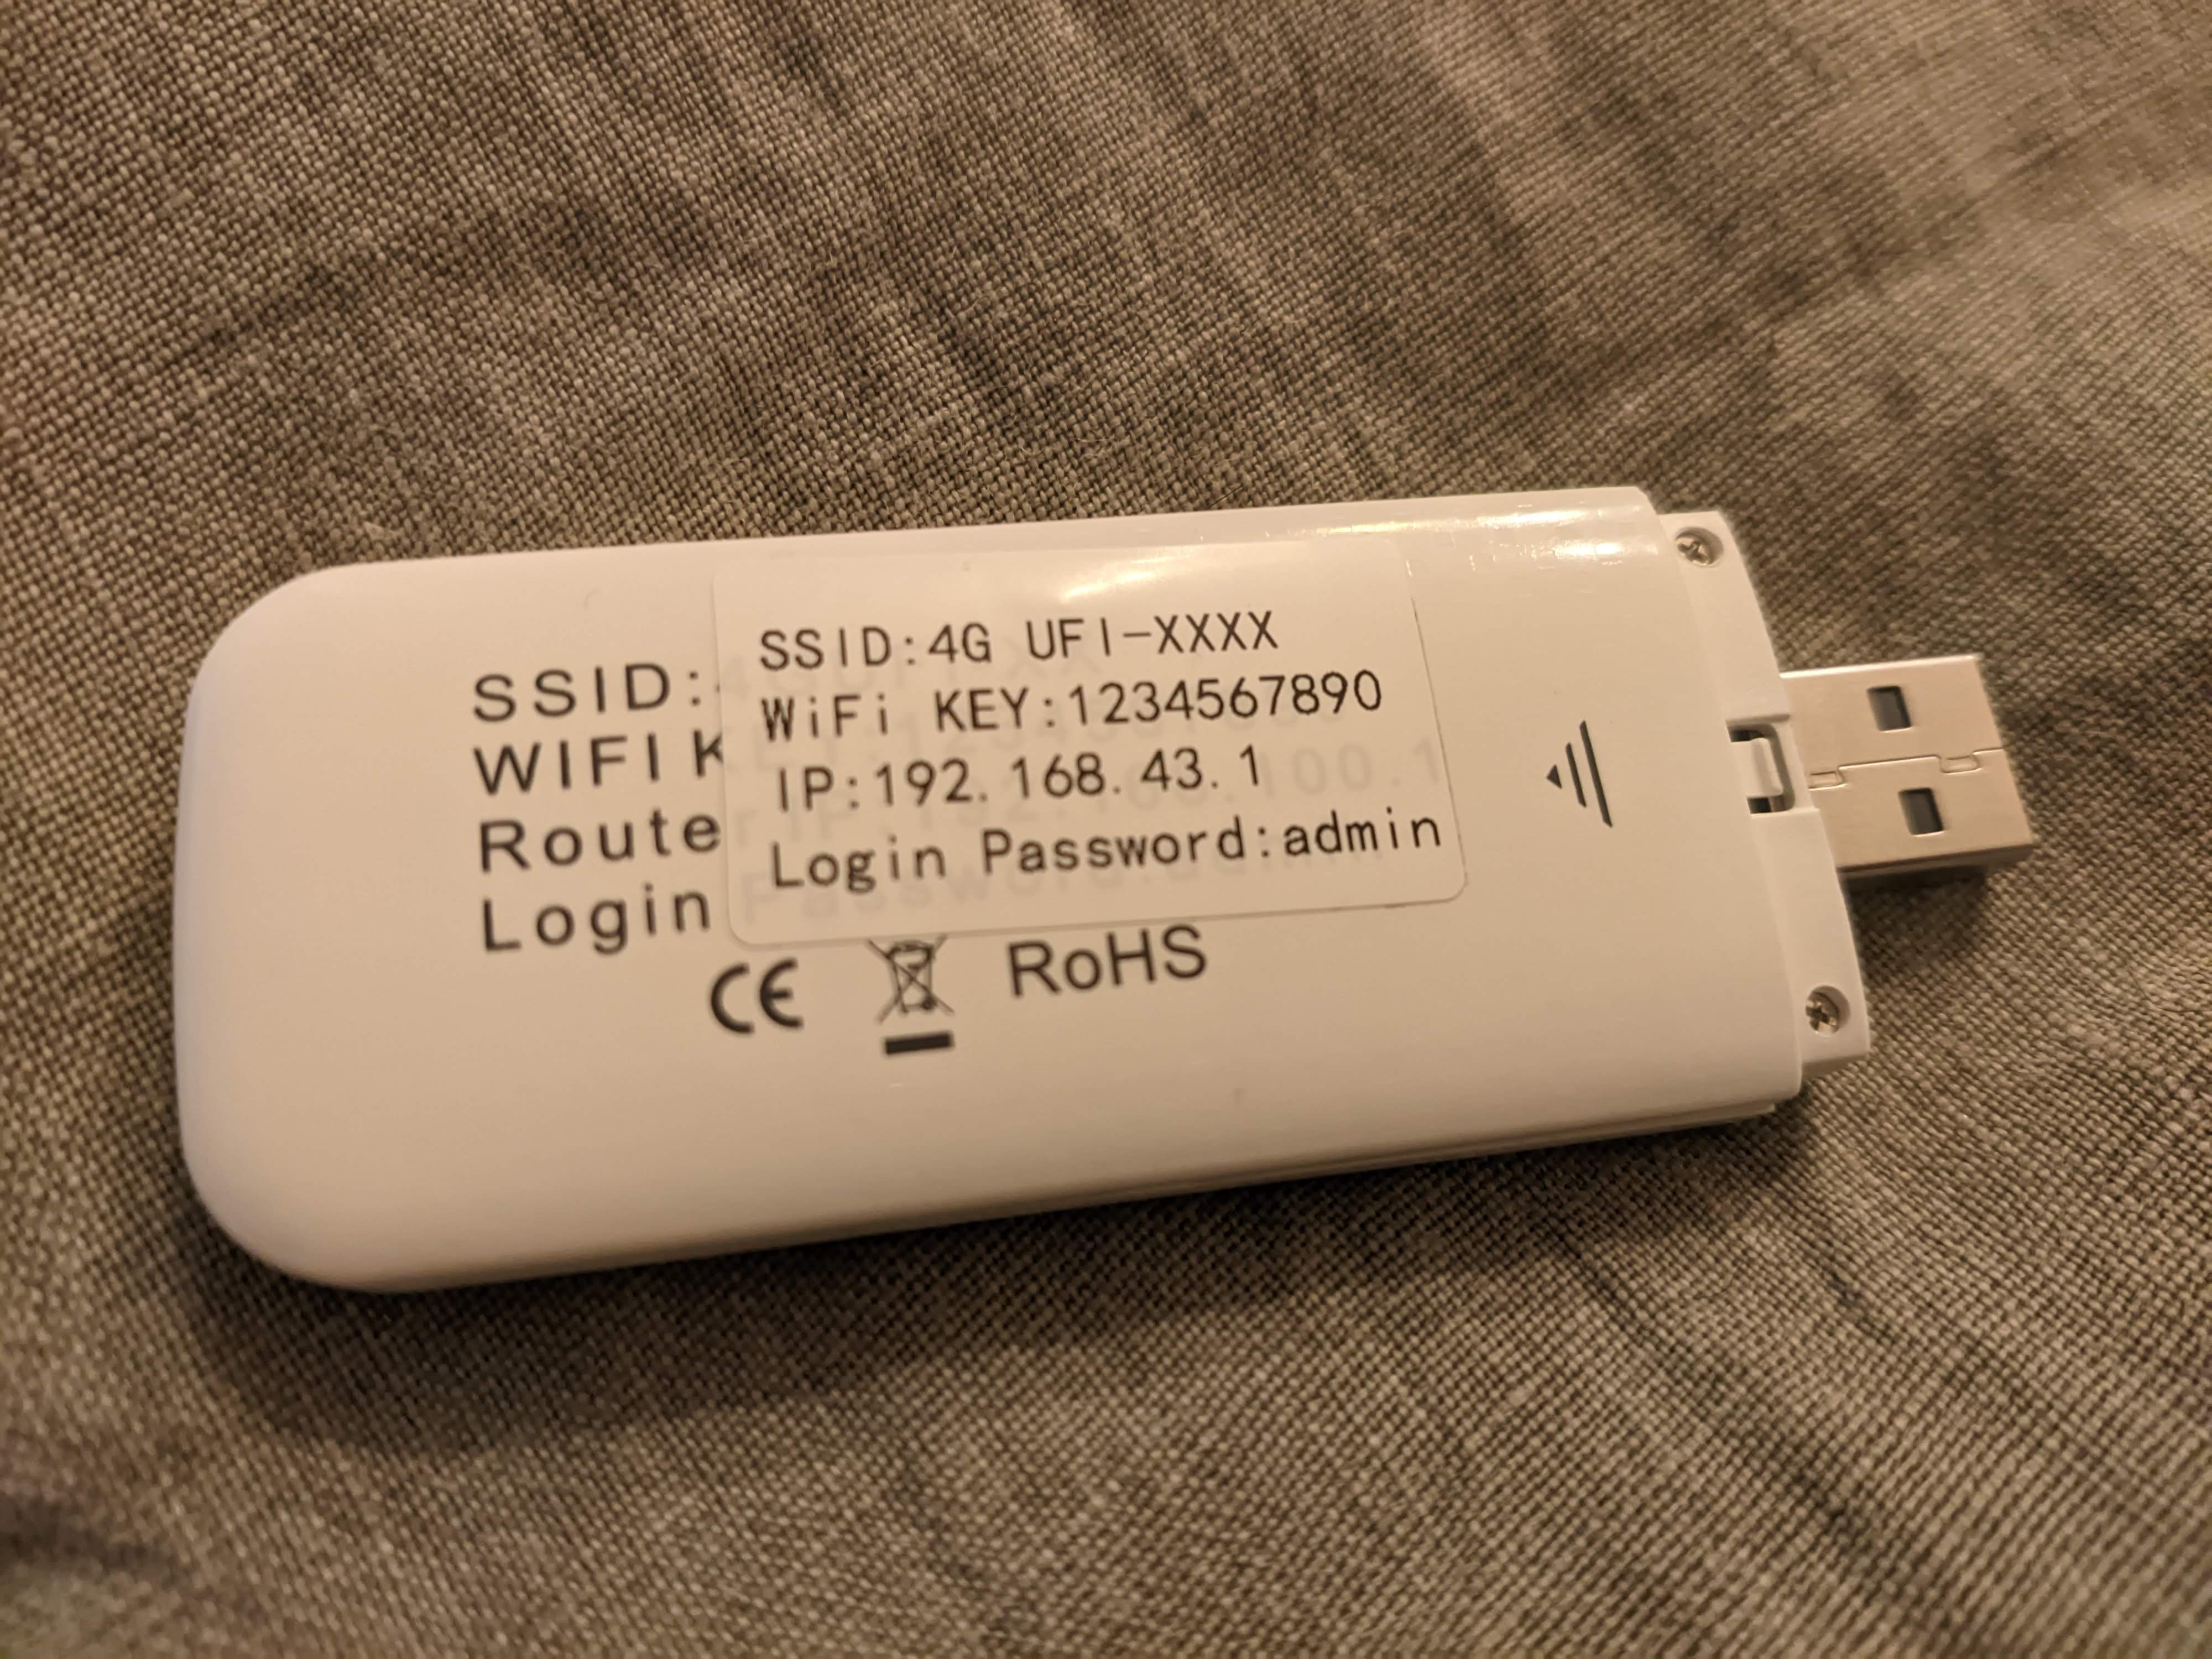 SSID:4G UFI-XXXX
WiFi KEY:1234567890
IP:192.168.43.1
Login Password:admin
SSID:
WIFI K
Route
Login
CE RoHS